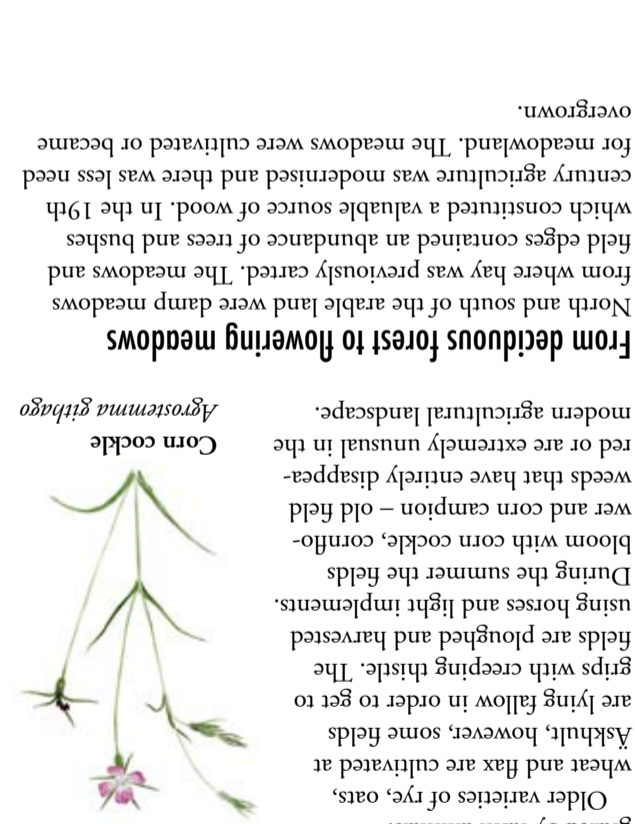 Older varieties of rye, oats,
wheat and flax are cultivated at
Äskhult, however, some fields
are lying fallow in order to get to
grips with creeping thistle. The
fields are ploughed and harvested
using horses and light implements.
During the summer the fields
bloom with corn cockle, cornflo-
wer and corn campion – old field
weeds that have entirely disappea-
red or are extremely unusual in the
modern agricultural landscape.
Corn cockle
Agrostemma githago
From deciduous forest to flowering meadows
North and south of the arable land were damp meadows
from where hay was previously carted. The meadows and
field edges contained an abundance of trees and bushes
which constituted a valuable source of wood. In the 19th
century agriculture was modernised and there was less need
for meadowland. The meadows were cultivated or became
overgrown.